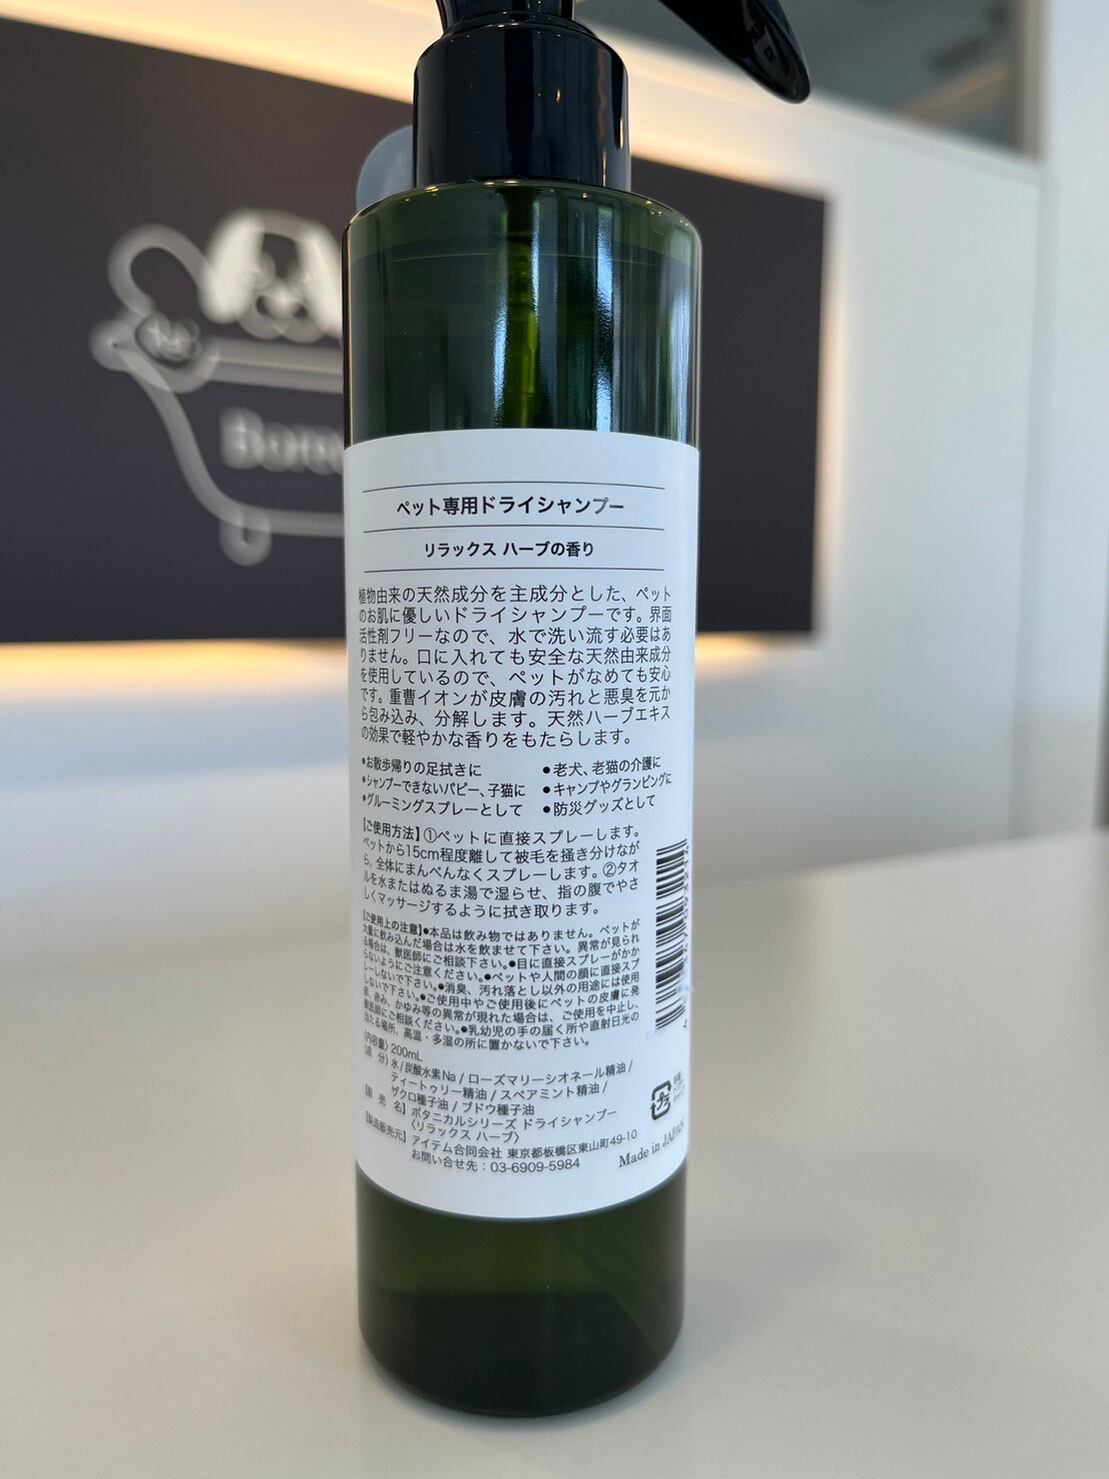 ペット専用ドライシャンプー
リラックス ハーブの香り
植物由来の天然成分を主成分とした、ペット
のお肌に優しいドライシャンプーです。界面
活性剤フリーなので、水で洗い流す必要はあ
りません。口に入れても安全な天然由来成分
を使用しているので、ペットがなめても安心
です。重曹イオンが皮膚の汚れと悪臭を元か
ら包み込み、分解します。天然ハーブエキス
の効果で軽やかな香りをもたらします。
●お散歩帰りの足拭きに ●老犬、老猫の介護に
●シャンプーできないパピー、子猫に ●キャンプやグランピングに
●グルーミングスプレーとして ●防災グッズとして
【ご使用方法】①ペットに直接スプレーします。
ペットから15cm程度離して被毛を掻き分けなが
ら、全体にまんべんなくスプレーします。②タオ
ルを水またはぬるま湯で湿らせ、指の腹でやさ
しくマッサージするように拭き取ります。
【ご使用上の注意】●本品は飲み物ではありません。ペットが
大量に飲み込んだ場合は水を飲ませて下さい。異常が見られ
る場合は、獣医師にご相談下さい。●目に直接スプレーがかか
らないようにご注意ください。●ペットや人間の顔に直接スプ
レーしないで下さい。●消臭、汚れ落とし以外の用途には使用
しないで下さい。●ご使用中やご使用後にペットの皮膚に発
疹、赤み、かゆみ等の異常が現れた場合は、ご使用を中止し、
獣医師にご相談ください。●乳幼児の手の届く所や直射日光の
当たる場所、高温・多湿の所に置かないで下さい。
〈内容量〉200mL
〈成 分〉水/炭酸水素Na/ローズマリーシオネール精油/
ティートゥリー精油/スペアミント精油/
ザクロ種子油/ブドウ種子油
【販 売 名】ボタニカルシリーズ ドライシャンプー
〈リラックス ハーブ〉
【製造販売元】アイテム合同会社 東京都板橋区東山町49-10
お問い合せ先:03-6909-5984
プラ
Made in JAPAN